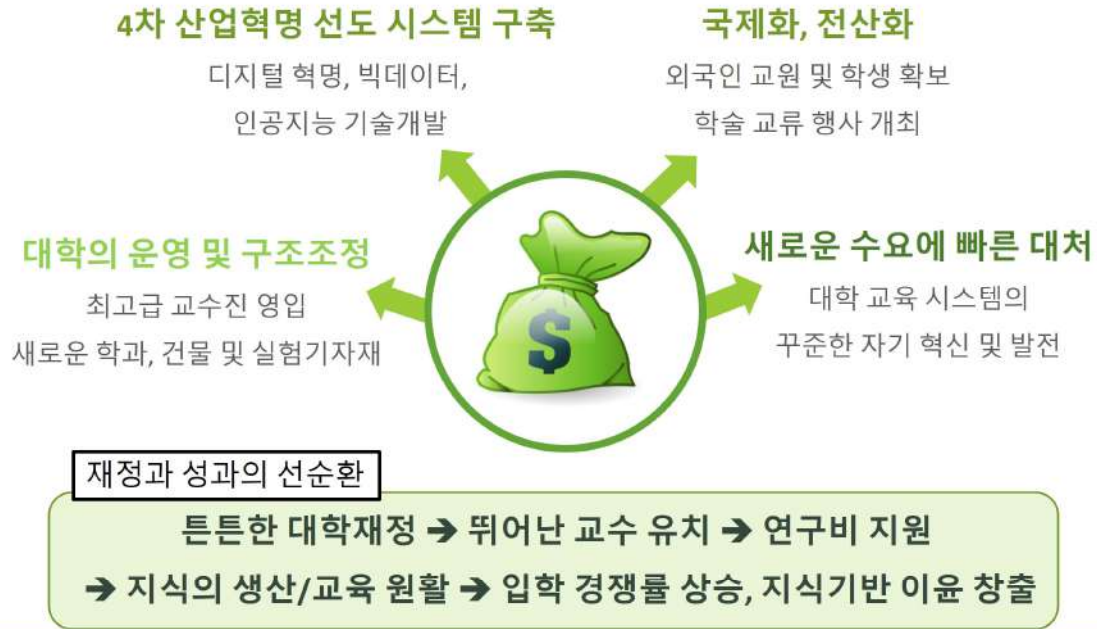 4차 산업혁명 선도 시스템 구축
디지털 혁명, 빅데이터,
인공지능 기술개발
국제화, 전산화
외국인 교원 및 학생 확보
학술 교류 행사 개최
대학의 운영 및 구조조정
최고급 교수진 영입
새로운 학과, 건물 및 실험기자재
새로운 수요에 빠른 대처
대학 교육 시스템의
꾸준한 자기 혁신 및 발전
$
재정과 성과의 선순환
튼튼한 대학재정 ➔ 뛰어난 교수 유치 ➔ 연구비 지원
➔ 지식의 생산/교육 원활 ➔ 입학 경쟁률 상승, 지식기반 이윤 창출